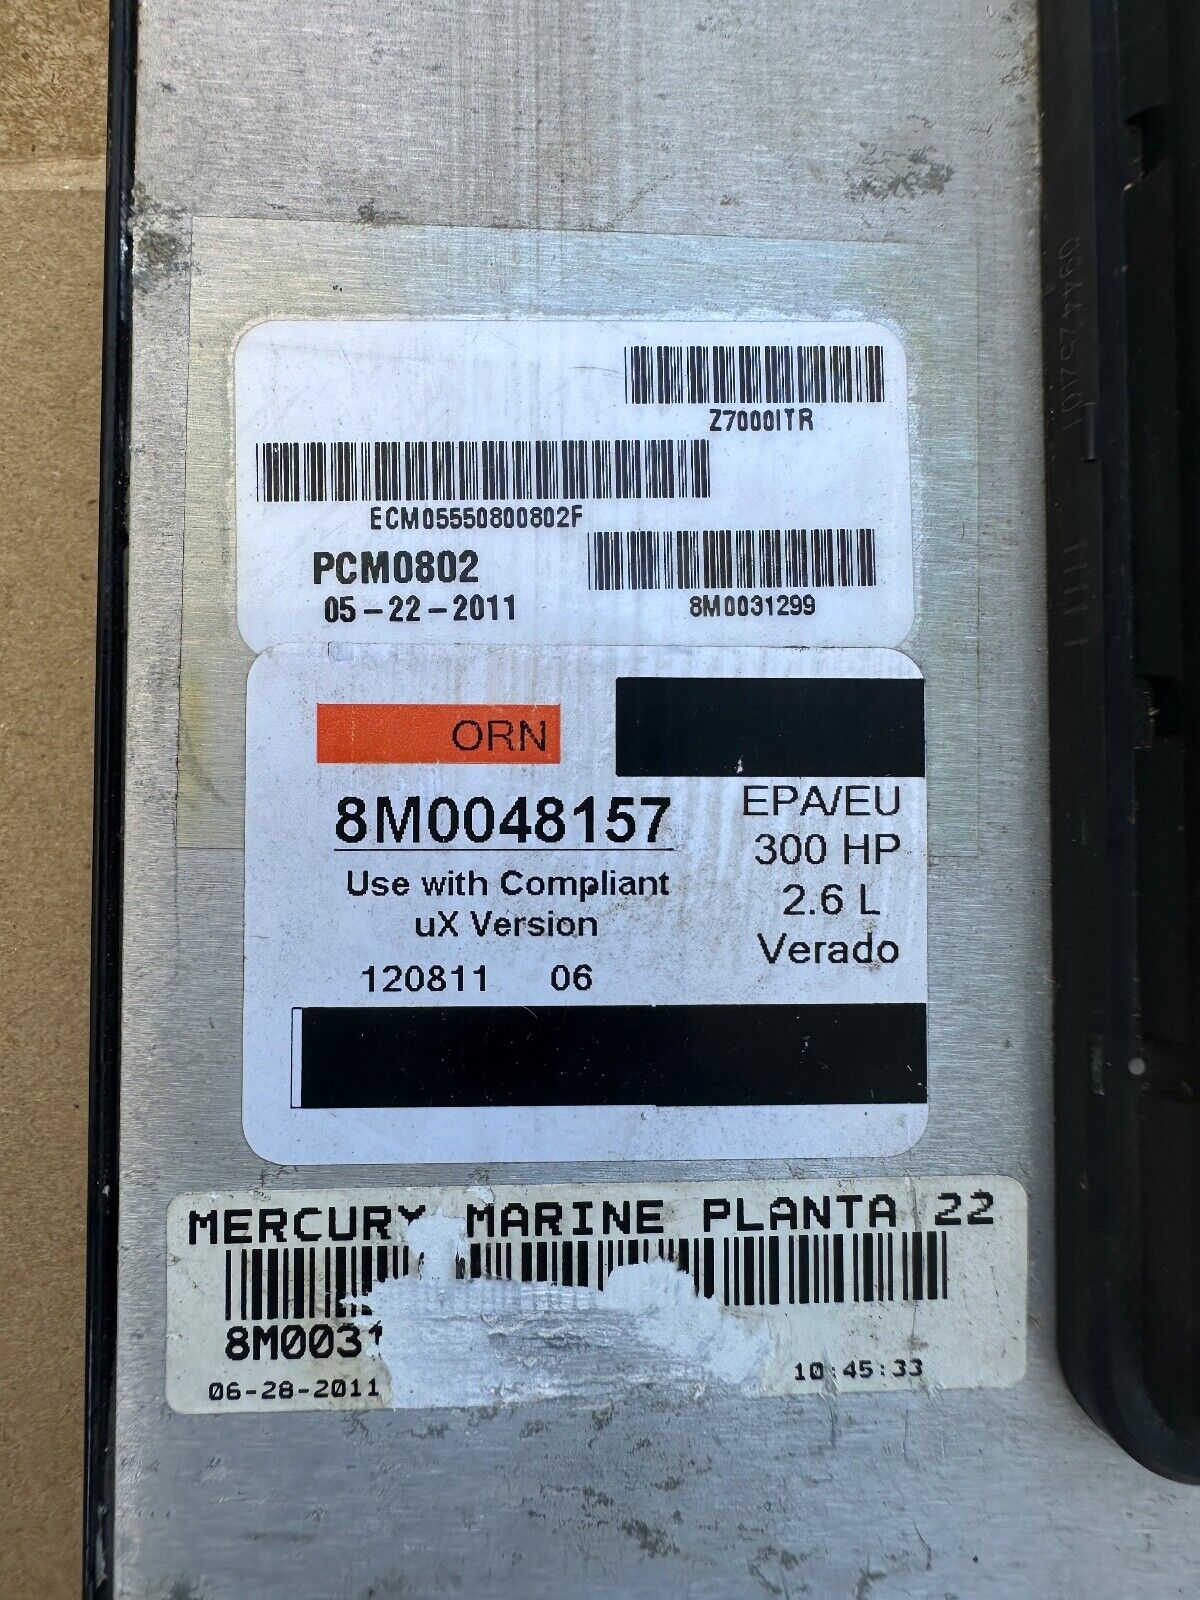 Z7000ITR
ECM05550800802F
PCM0802
05-22-2011
8M0031299
ORN
8M0048157
Use with Compliant
uX Version
120811 06
EPA/EU
300 HP
2.6 L
Verado
MERCURY MARINE PLANTA 22
8M0031
06-28-2011
10:45:33